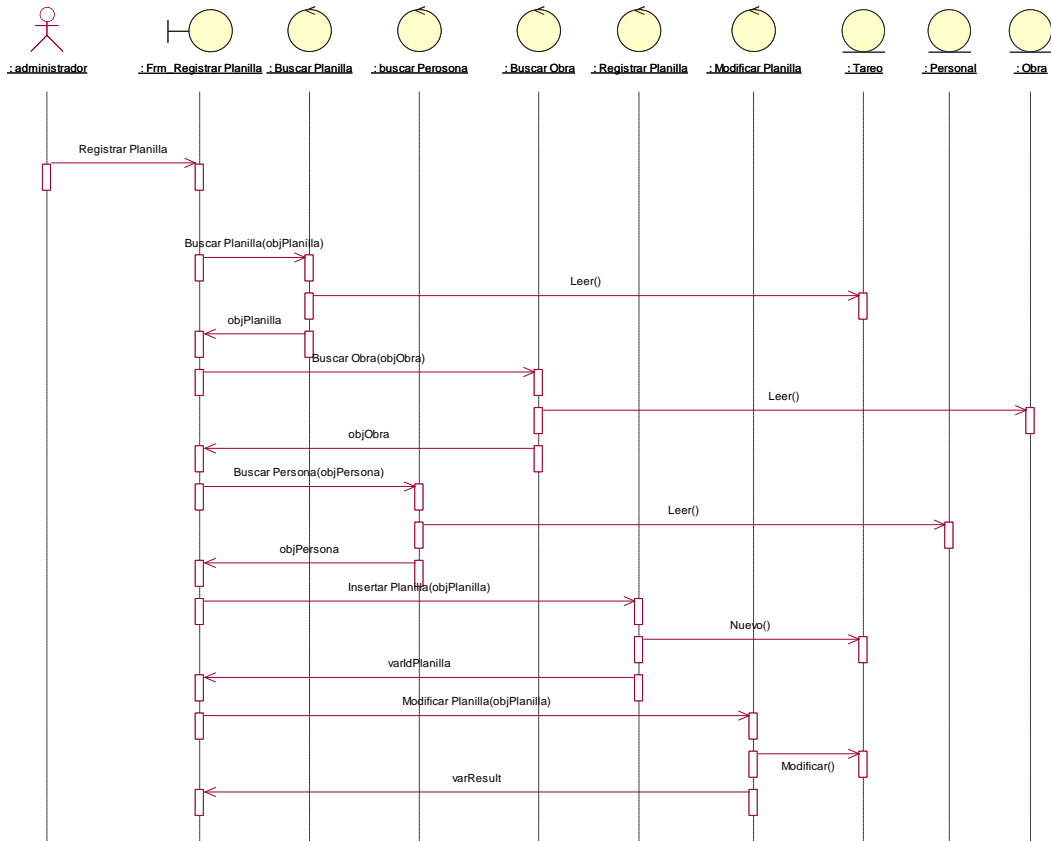 : administrador
: Frm_Registrar Planilla
: Buscar Planilla
: buscar Perosona
: Buscar Obra
: Registrar Planilla
: Modificar Planilla
: Tareo
: Personal
: Obra
Registrar Planilla
Buscar Planilla(objPlanilla)
Leer()
objPlanilla
Buscar Obra(objObra)
Leer()
objObra
Buscar Persona(objPersona)
Leer()
objPersona
Insertar Planilla(objPlanilla)
Nuevo()
varIdPlanilla
Modificar Planilla(objPlanilla)
Modificar()
varResult